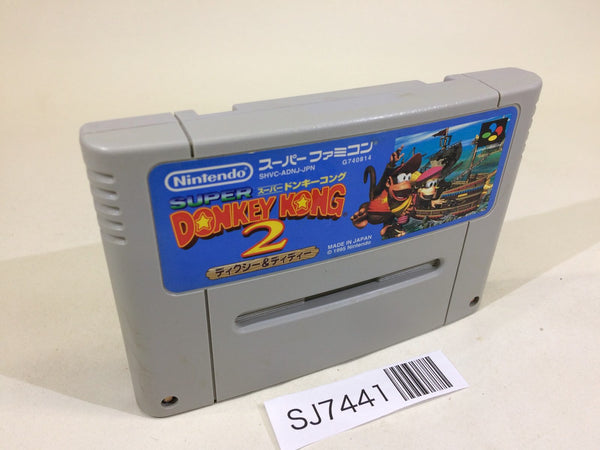 Nintendo
スーパーファミコン
SHVC-ADNJ-JPN
G740814
SUPER
スーパードンキーコング
DONKEY KONG
2
ディクシー&ディディー
MADE IN JAPAN
© 1995 Nintendo
SJ7441